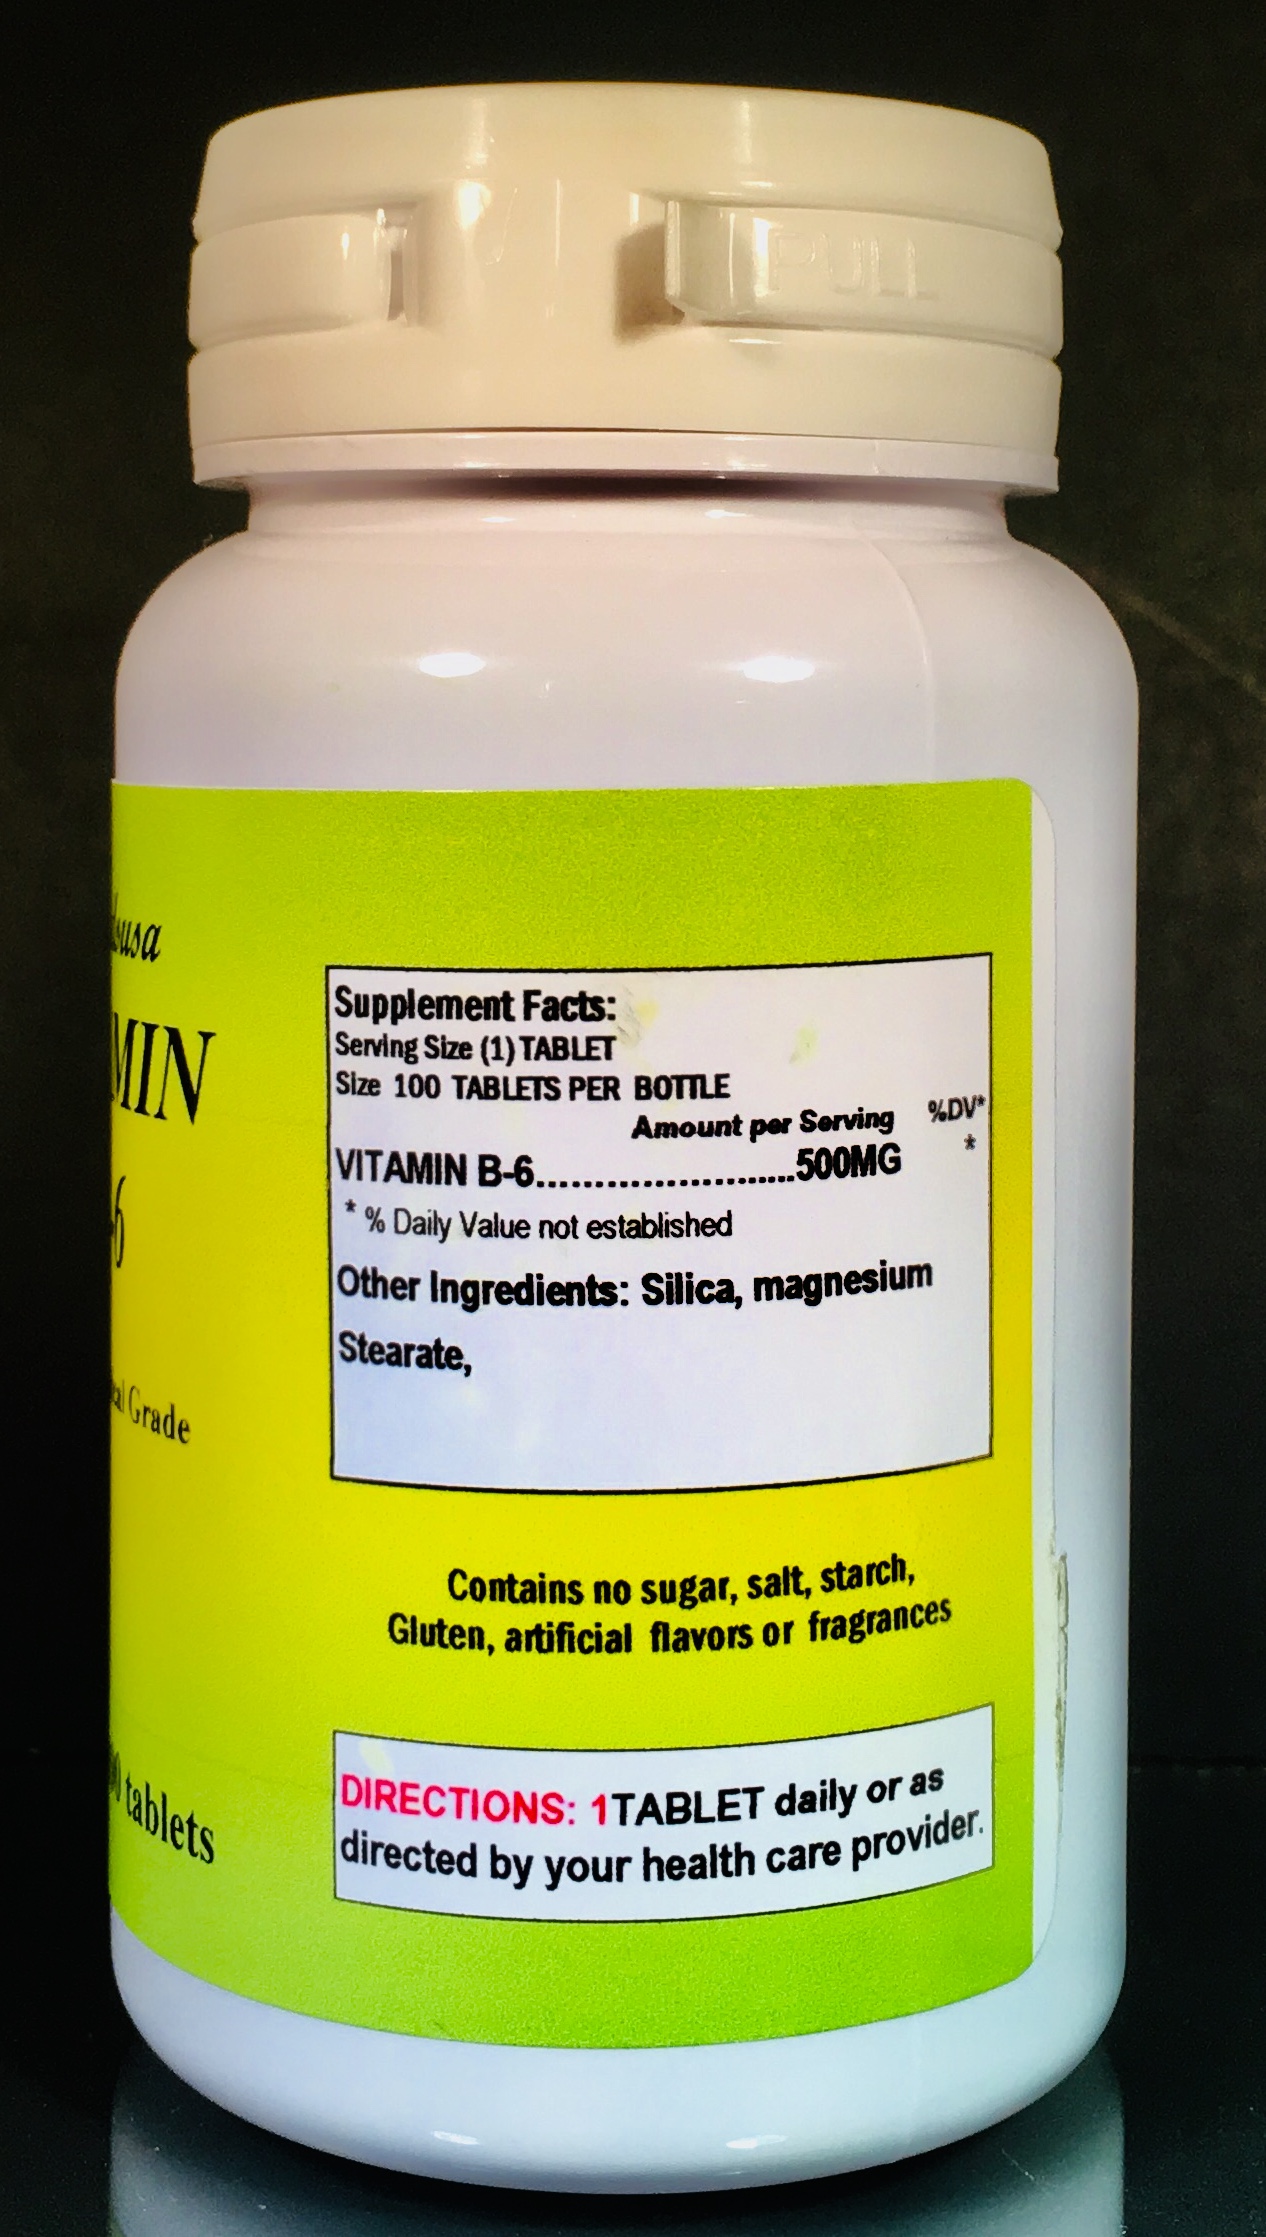 PULL
Supplement Facts:
Serving Size (1) TABLET
Size 100 TABLETS PER BOTTLE
Amount per Serving %DV*
VITAMIN B-6..........................500MG *
* % Daily Value not established
Other Ingredients: Silica, magnesium
Stearate,
Contains no sugar, salt, starch,
Gluten, artificial flavors or fragrances
DIRECTIONS: 1TABLET daily or as
directed by your health care provider.
Grade
tablets